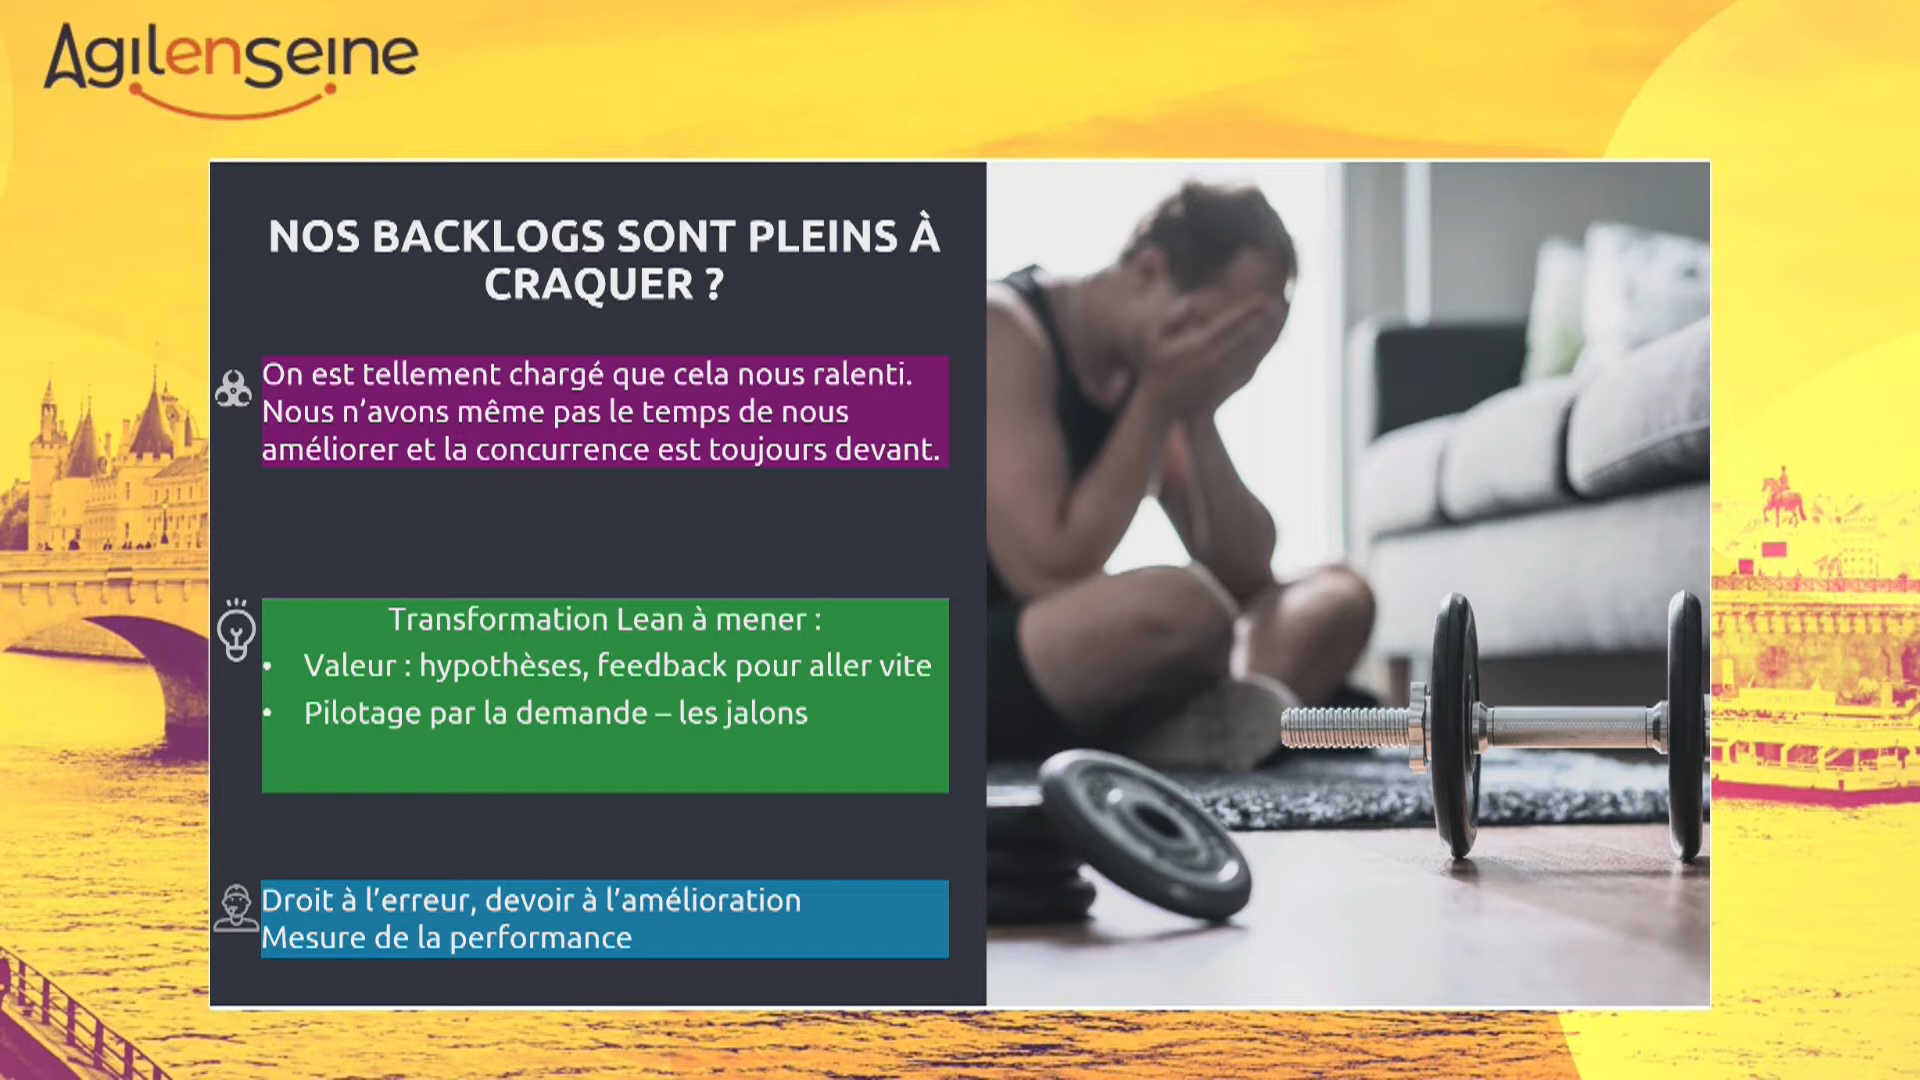 Agilenseine
NOS BACKLOGS SONT PLEINS À
CRAQUER ?
On est tellement chargé que cela nous ralenti.
Nous n’avons même pas le temps de nous
améliorer et la concurrence est toujours devant.
Transformation Lean à mener :
• Valeur : hypothèses, feedback pour aller vite
• Pilotage par la demande – les jalons
Droit à l’erreur, devoir à l’amélioration
Mesure de la performance